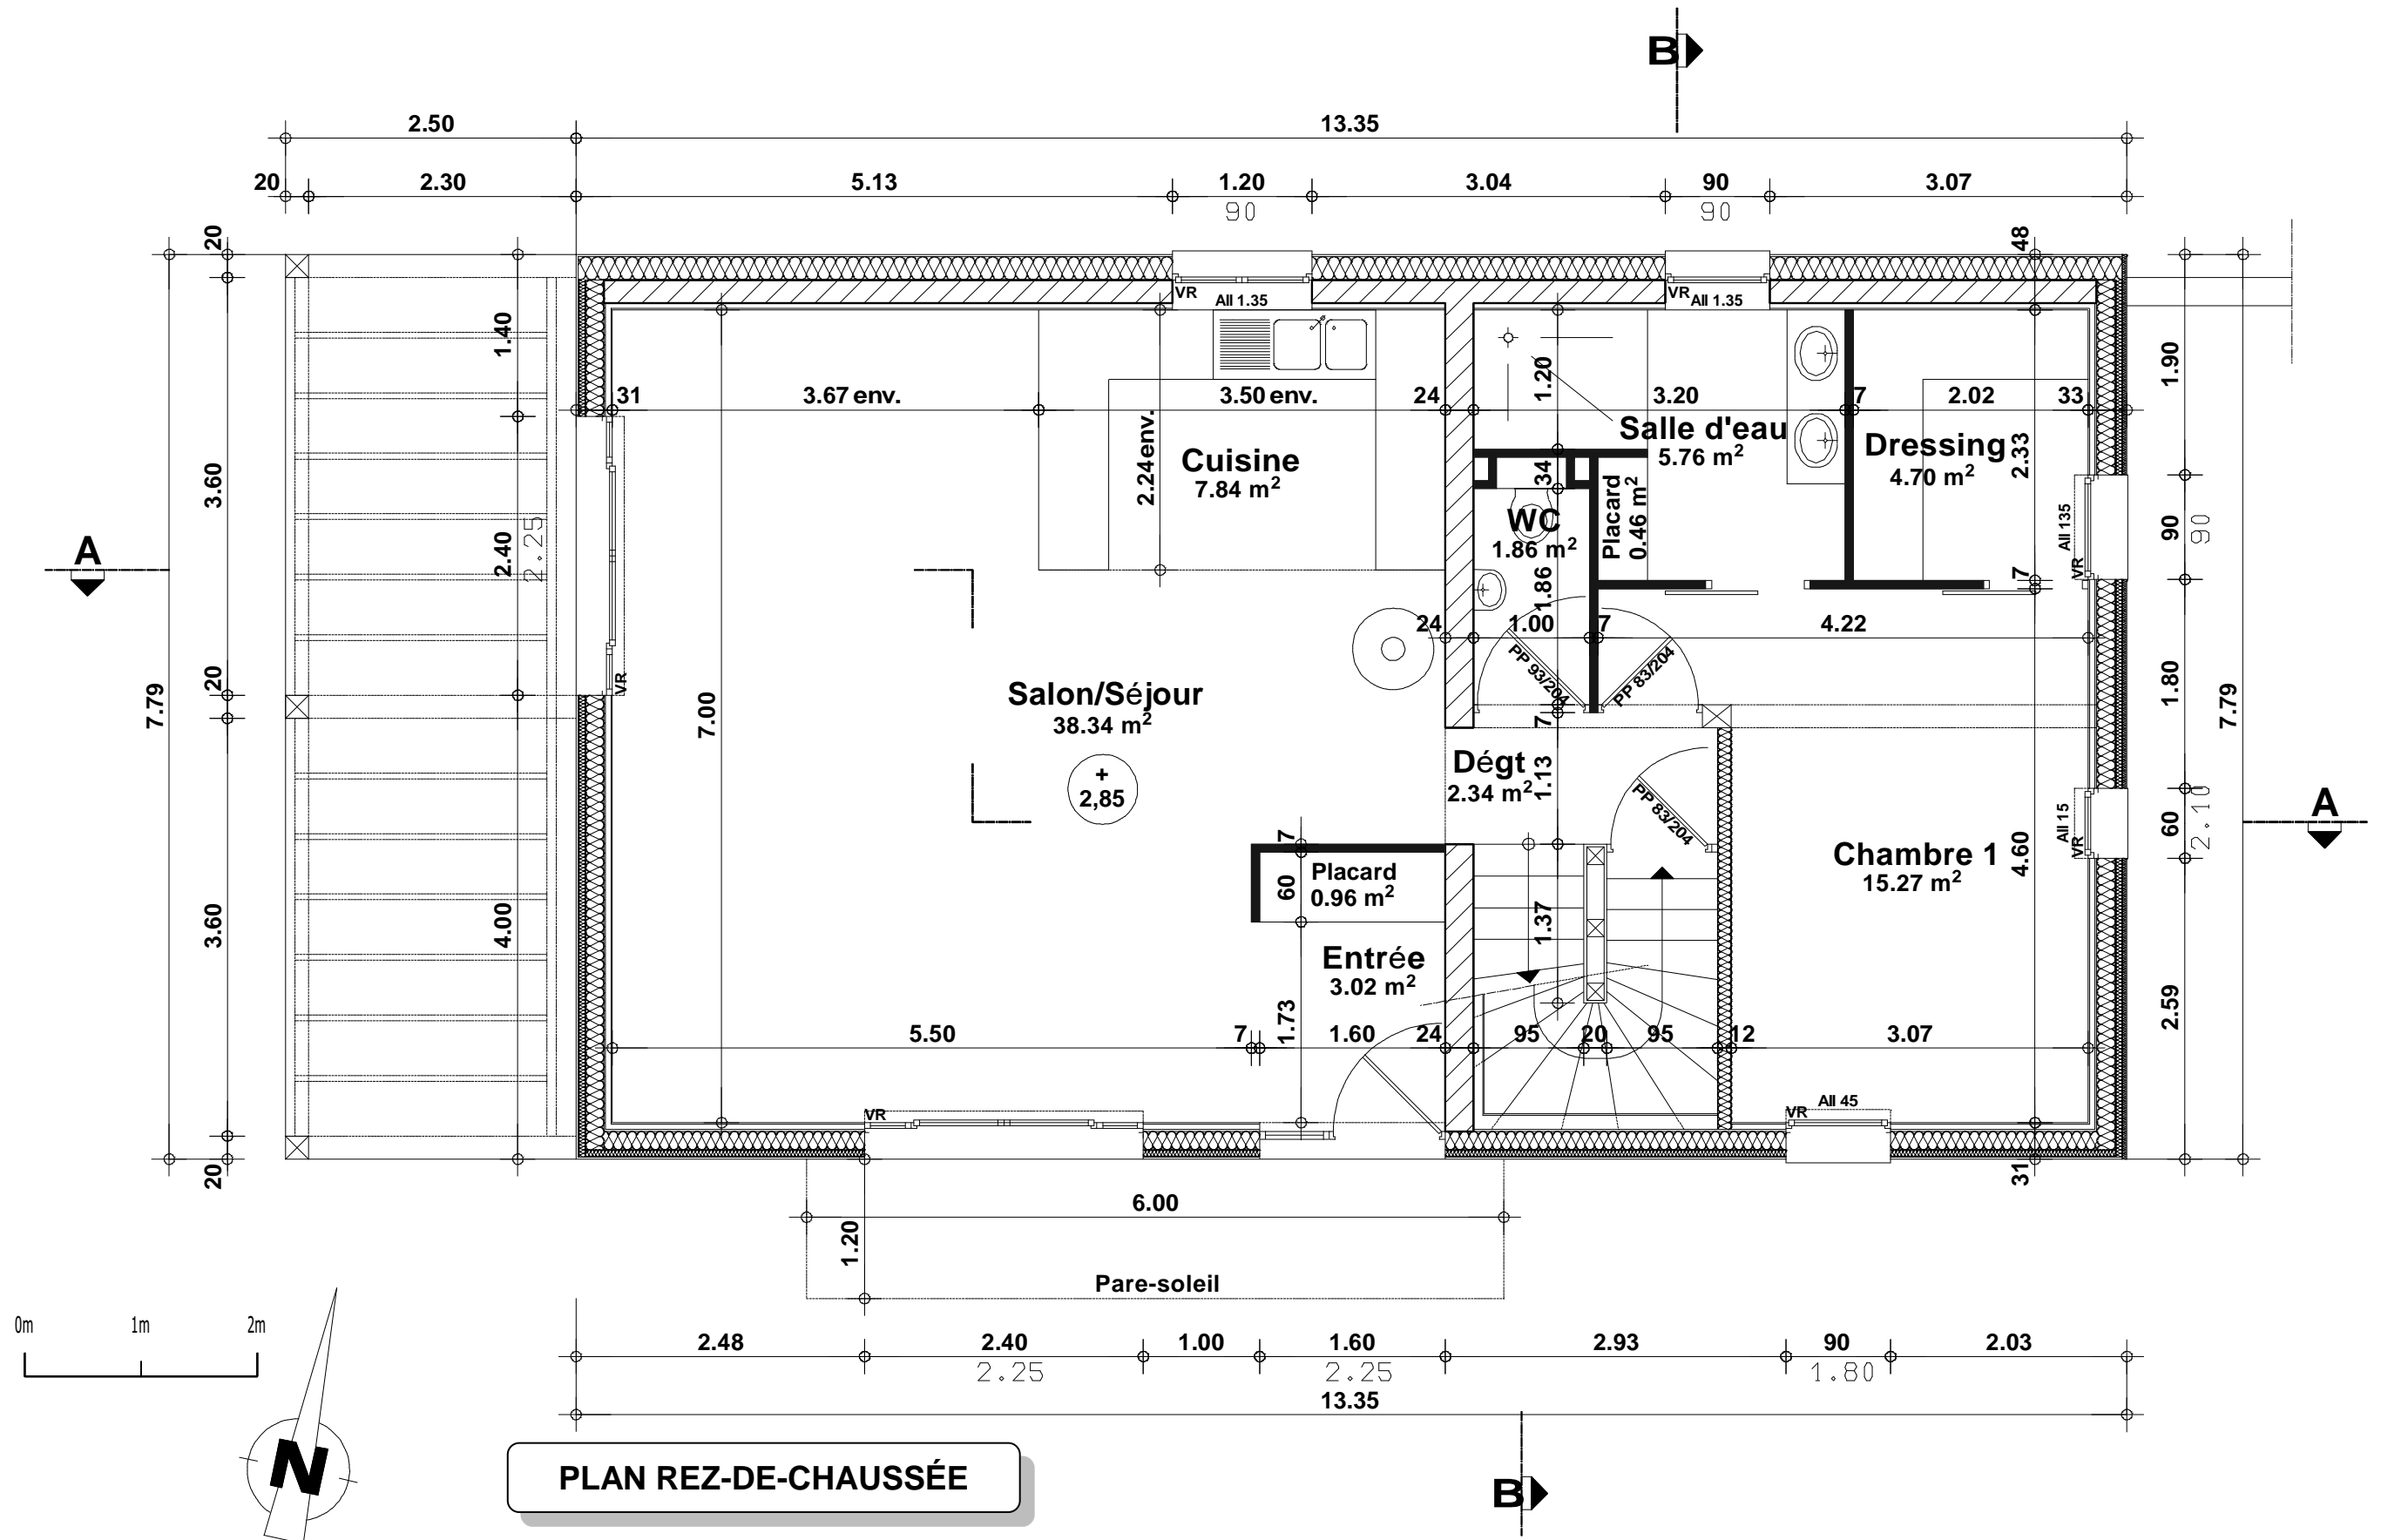 B
2.50
13.35
20
2.30
5.13
1.20
3.04
90
3.07
90
90
20
48
VR
All 1.35
VR
All 1.35
1.40
1.90
1.20
31
3.67 env.
3.50 env.
24
3.20
7
2.02
33
Salle d'eau
5.76 m²
Dressing
4.70 m²
2.33
Cuisine
7.84 m²
2.24env.
3.60
34
Placard
0.46 m²
WC
1.86 m²
2.40
2.25
A
All 135
VR
90
90
7
1.86
24
1.00
7
4.22
PP 93/204
PP 83/204
20
VR
Salon/Séjour
38.34 m²
7.79
7.00
1.80
7.79
7
Dégt
2.34 m²
1.13
+
2,85
PP 83/204
All 15
VR
60
2.10
A
7
Chambre 1
15.27 m²
4.60
Placard
0.96 m²
60
3.60
4.00
1.37
Entrée
3.02 m²
2.59
1.73
5.50
7
1.60
24
95
20
95
12
3.07
VR
All 45
VR
20
31
6.00
1.20
Pare-soleil
0m
1m
2m
2.48
2.40
1.00
1.60
2.93
90
2.03
2.25
2.25
1.80
13.35
N
PLAN REZ-DE-CHAUSSÉE
B